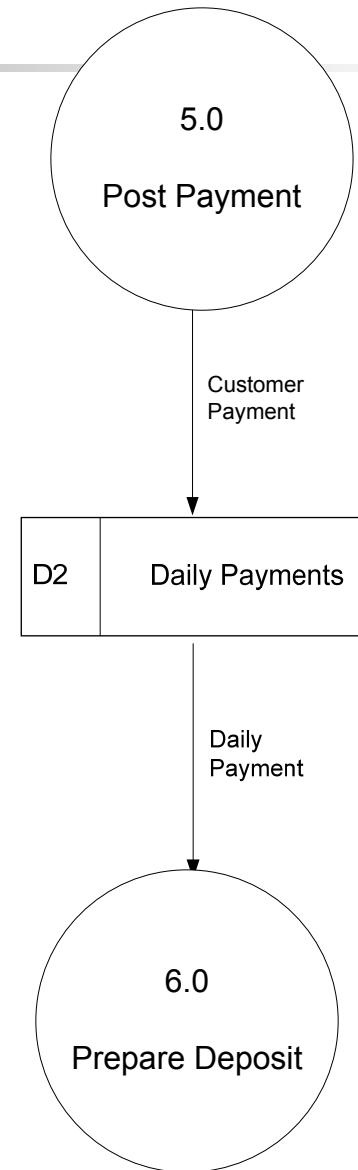 5.0
Post Payment
Customer
Payment
D2 Daily Payments
Daily
Payment
6.0
Prepare Deposit